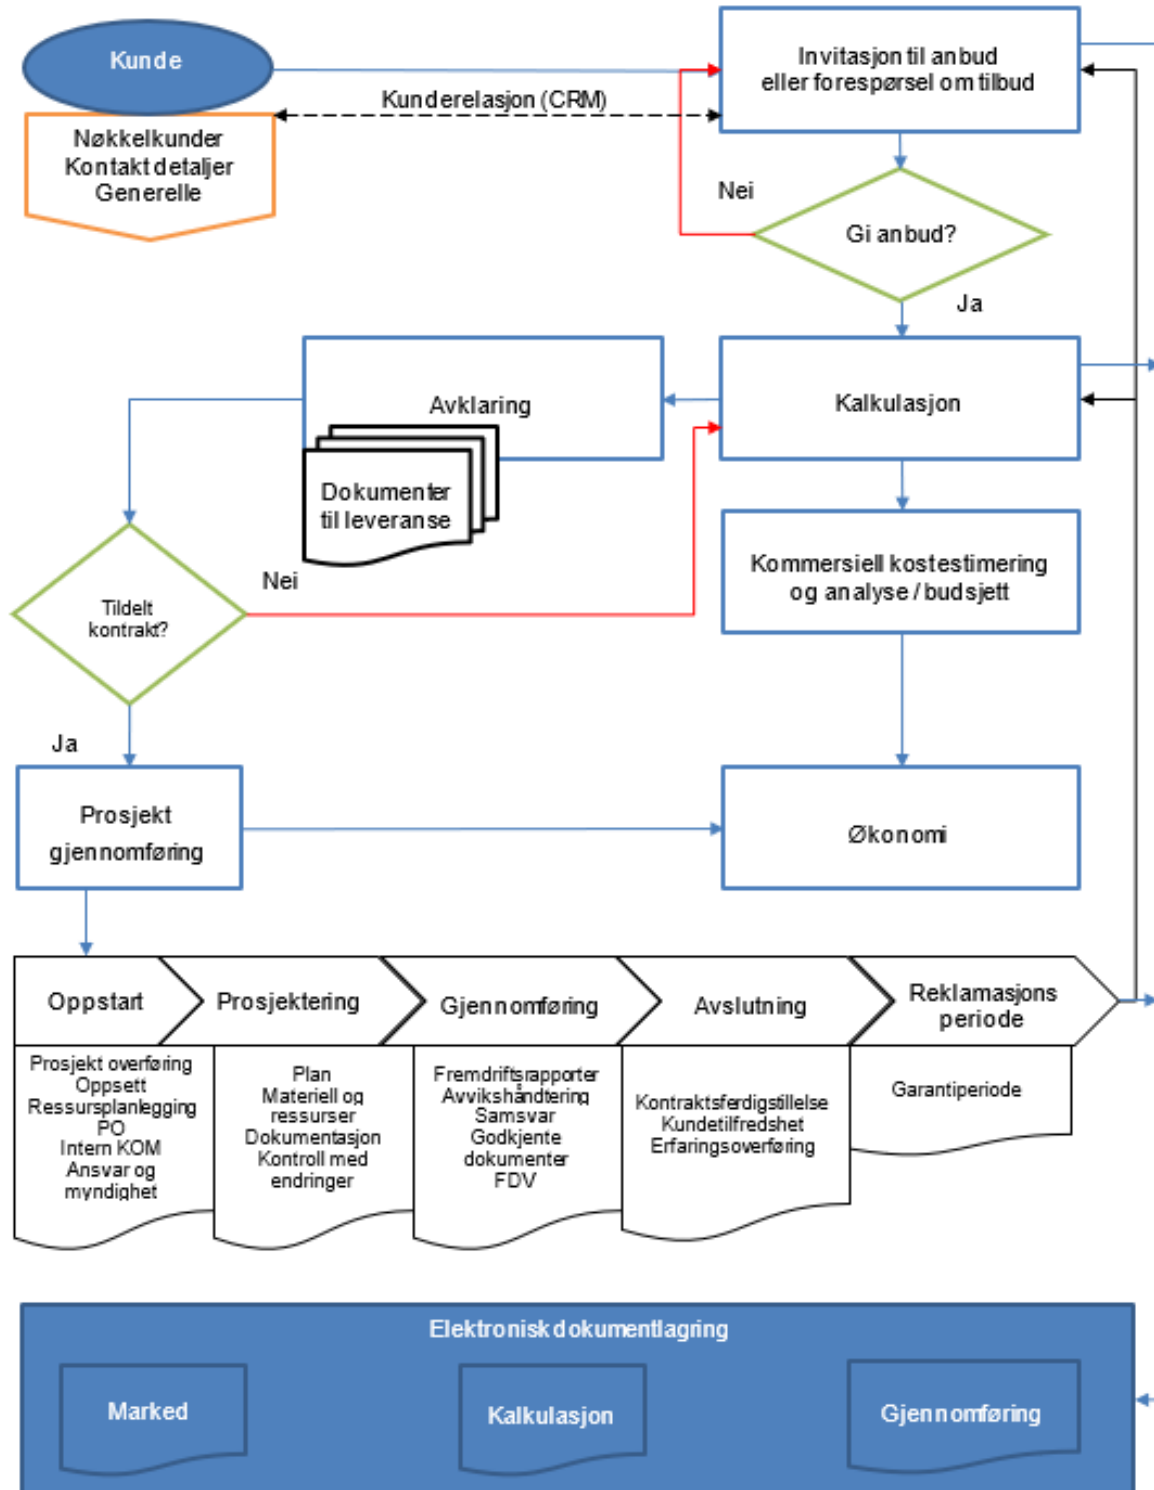 Kunde
Invitasjon til anbud
eller forespørsel om tilbud
Kunderelasjon (CRM)
Nøkkelkunder
Kontakt detaljer
Generelle
Nei
Gi anbud?
Ja
Avklaring
Kalkulasjon
Dokumenter
til leveranse
Nei
Kommersiell kostestimering
og analyse / budsjett
Tildelt
kontrakt?
Ja
Prosjekt
gjennomføring
Økonomi
Oppstart
Prosjektering
Gjennomføring
Avslutning
Reklamasjons
periode
Prosjekt overføring
Oppsett
Ressursplanlegging
PO
Intern KOM
Ansvar og
myndighet
Plan
Materiell og
ressurser
Dokumentasjon
Kontroll med
endringer
Fremdriftsrapporter
Avvikshåndtering
Samsvar
Godkjente
dokumenter
FDV
Kontraktsferdigstillelse
Kundetilfredshet
Erfaringsoverføring
Garantiperiode
Elektronisk dokumentlagring
Marked
Kalkulasjon
Gjennomføring